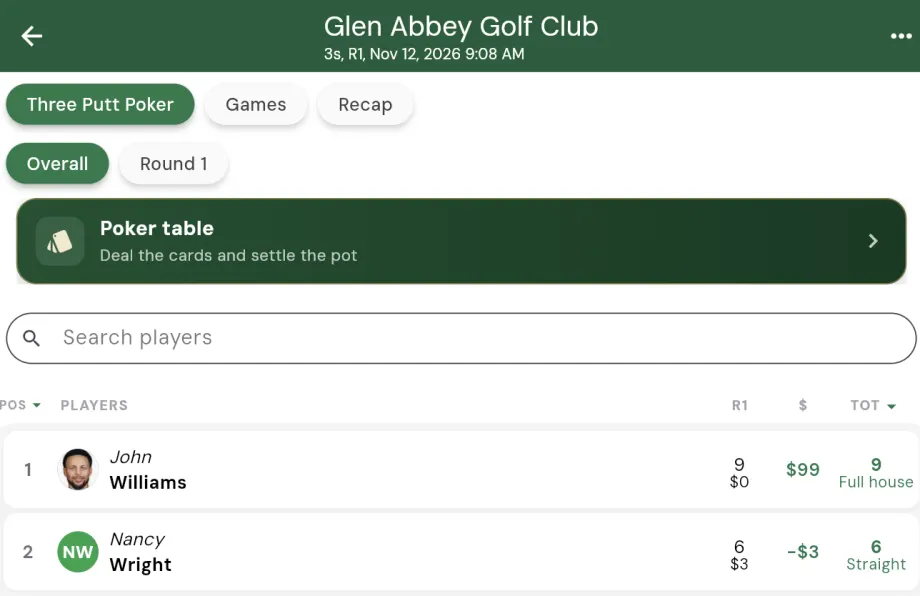 Glen Abbey Golf Club
3s, R1, Nov 12, 2026 9:08 AM
Three Putt Poker
Games
Recap
Overall
Round 1
Poker table
Deal the cards and settle the pot
Search players
POS
PLAYERS
R1
$
TOT
1
John
Williams
9
$0
$99
9
Full house
2
NW
Nancy
Wright
6
$3
-$3
6
Straight